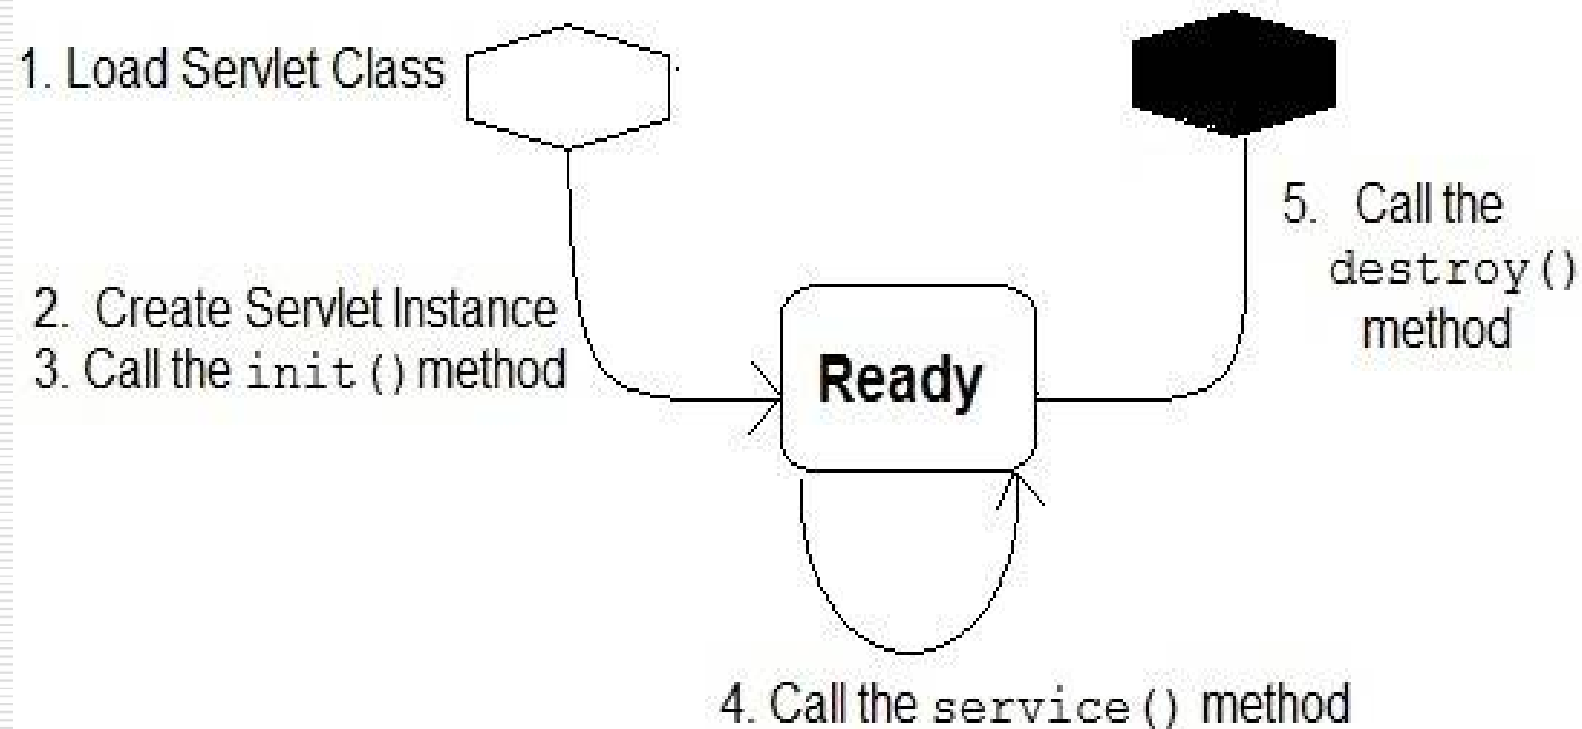 1. Load Servlet Class
2. Create Servlet Instance
3. Call the init() method
Ready
4. Call the service() method
5. Call the
destroy()
method